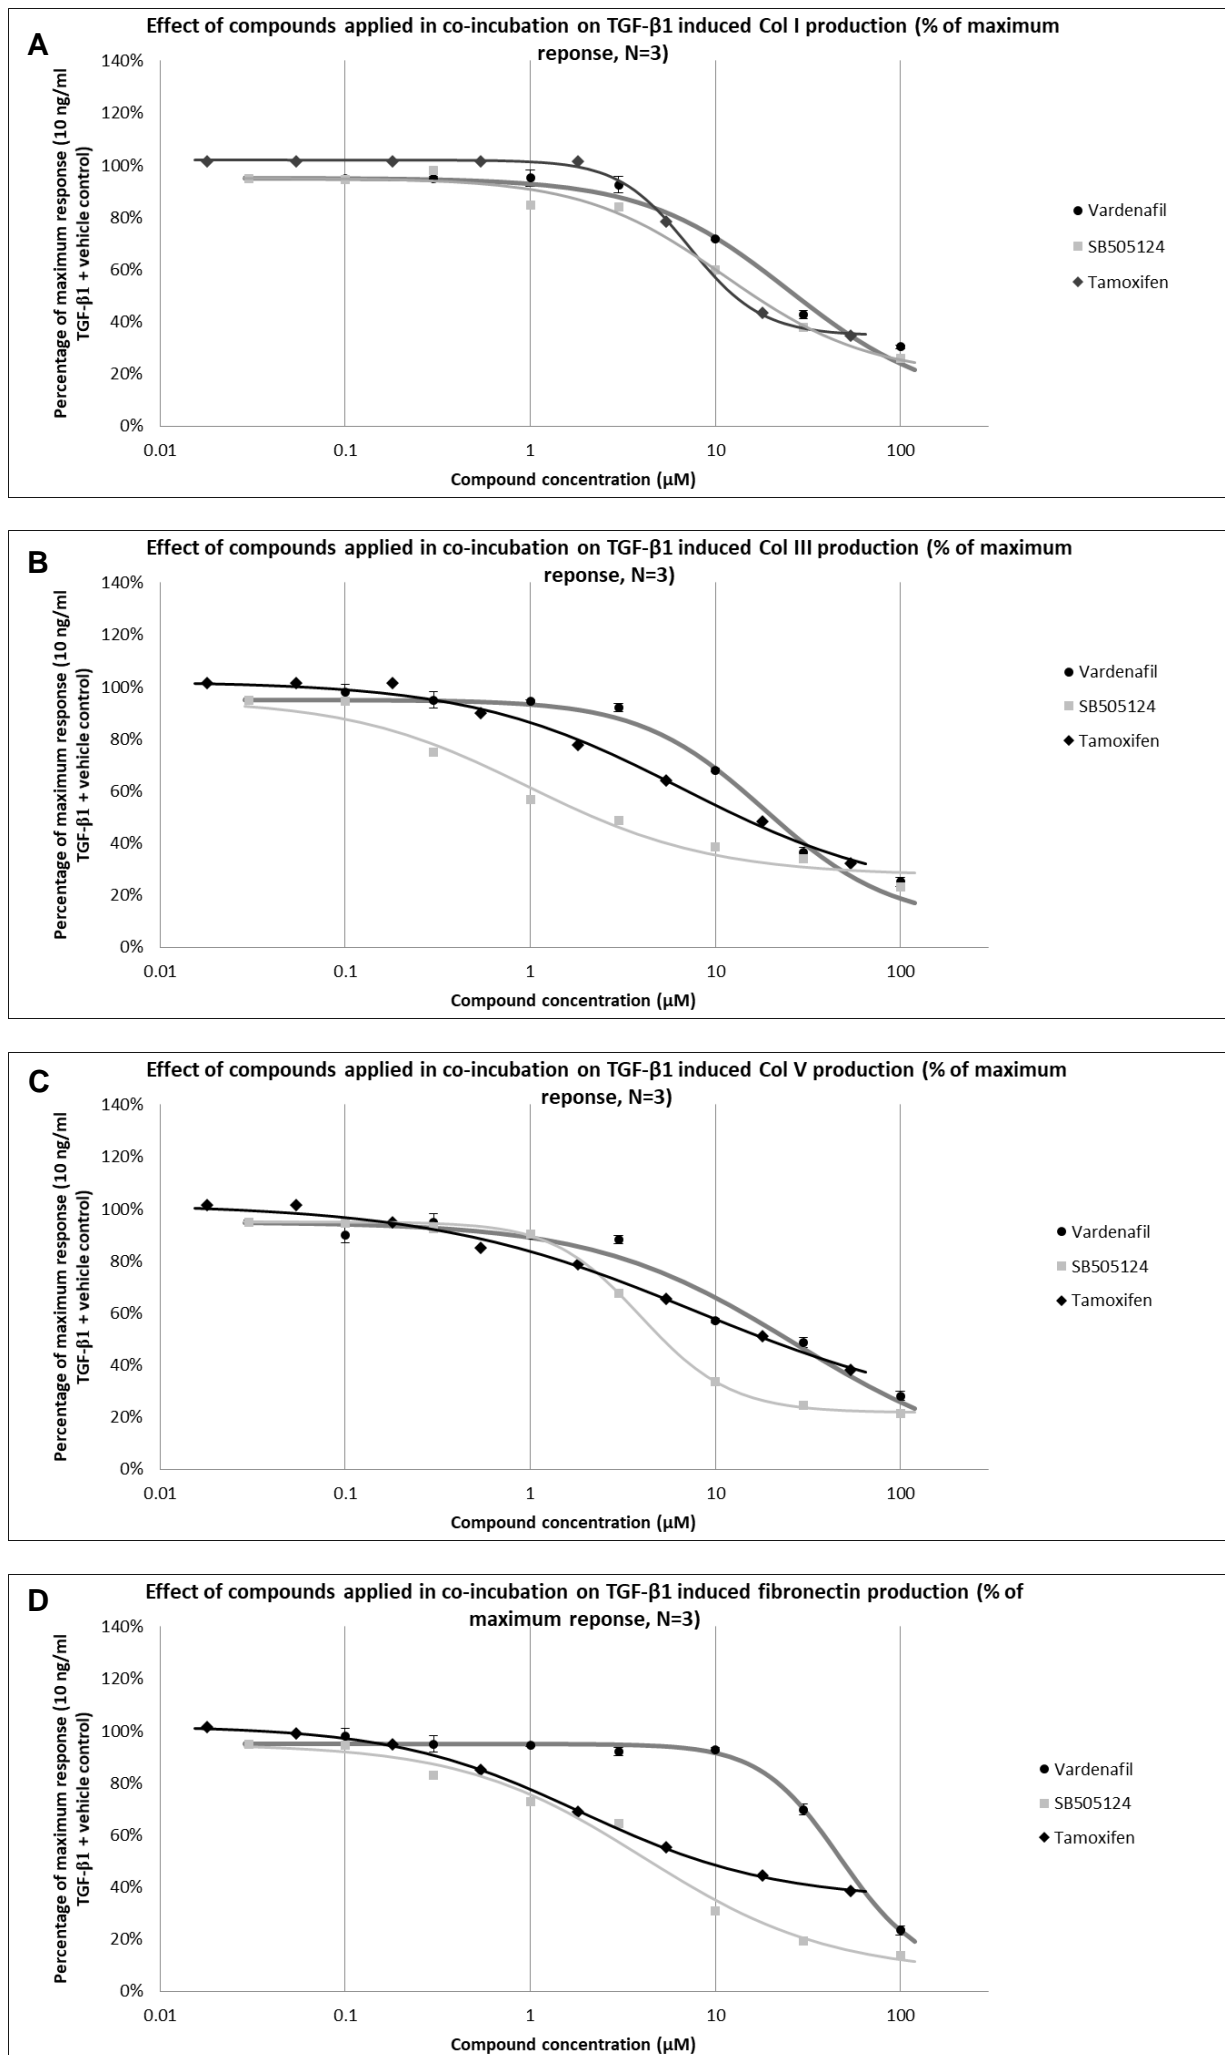 A
Effect of compounds applied in co-incubation on TGF-β1 induced Col I production (% of maximum
reponse, N=3)
Percentage of maximum response (10 ng/ml
TGF-β1 + vehicle control)
140%
120%
100%
80%
60%
40%
20%
0%
0.01
0.1
1
10
100
Compound concentration (µM)
Vardenafil
SB505124
Tamoxifen
B
Effect of compounds applied in co-incubation on TGF-β1 induced Col III production (% of maximum
reponse, N=3)
Percentage of maximum response (10 ng/ml
TGF-β1 + vehicle control)
140%
120%
100%
80%
60%
40%
20%
0%
0.01
0.1
1
10
100
Compound concentration (µM)
Vardenafil
SB505124
Tamoxifen
C
Effect of compounds applied in co-incubation on TGF-β1 induced Col V production (% of maximum
reponse, N=3)
Percentage of maximum response (10 ng/ml
TGF-β1 + vehicle control)
140%
120%
100%
80%
60%
40%
20%
0%
0.01
0.1
1
10
100
Compound concentration (µM)
Vardenafil
SB505124
Tamoxifen
D
Effect of compounds applied in co-incubation on TGF-β1 induced fibronectin production (% of
maximum reponse, N=3)
Percentage of maximum response (10 ng/ml
TGF-β1 + vehicle control)
140%
120%
100%
80%
60%
40%
20%
0%
0.01
0.1
1
10
100
Compound concentration (µM)
Vardenafil
SB505124
Tamoxifen